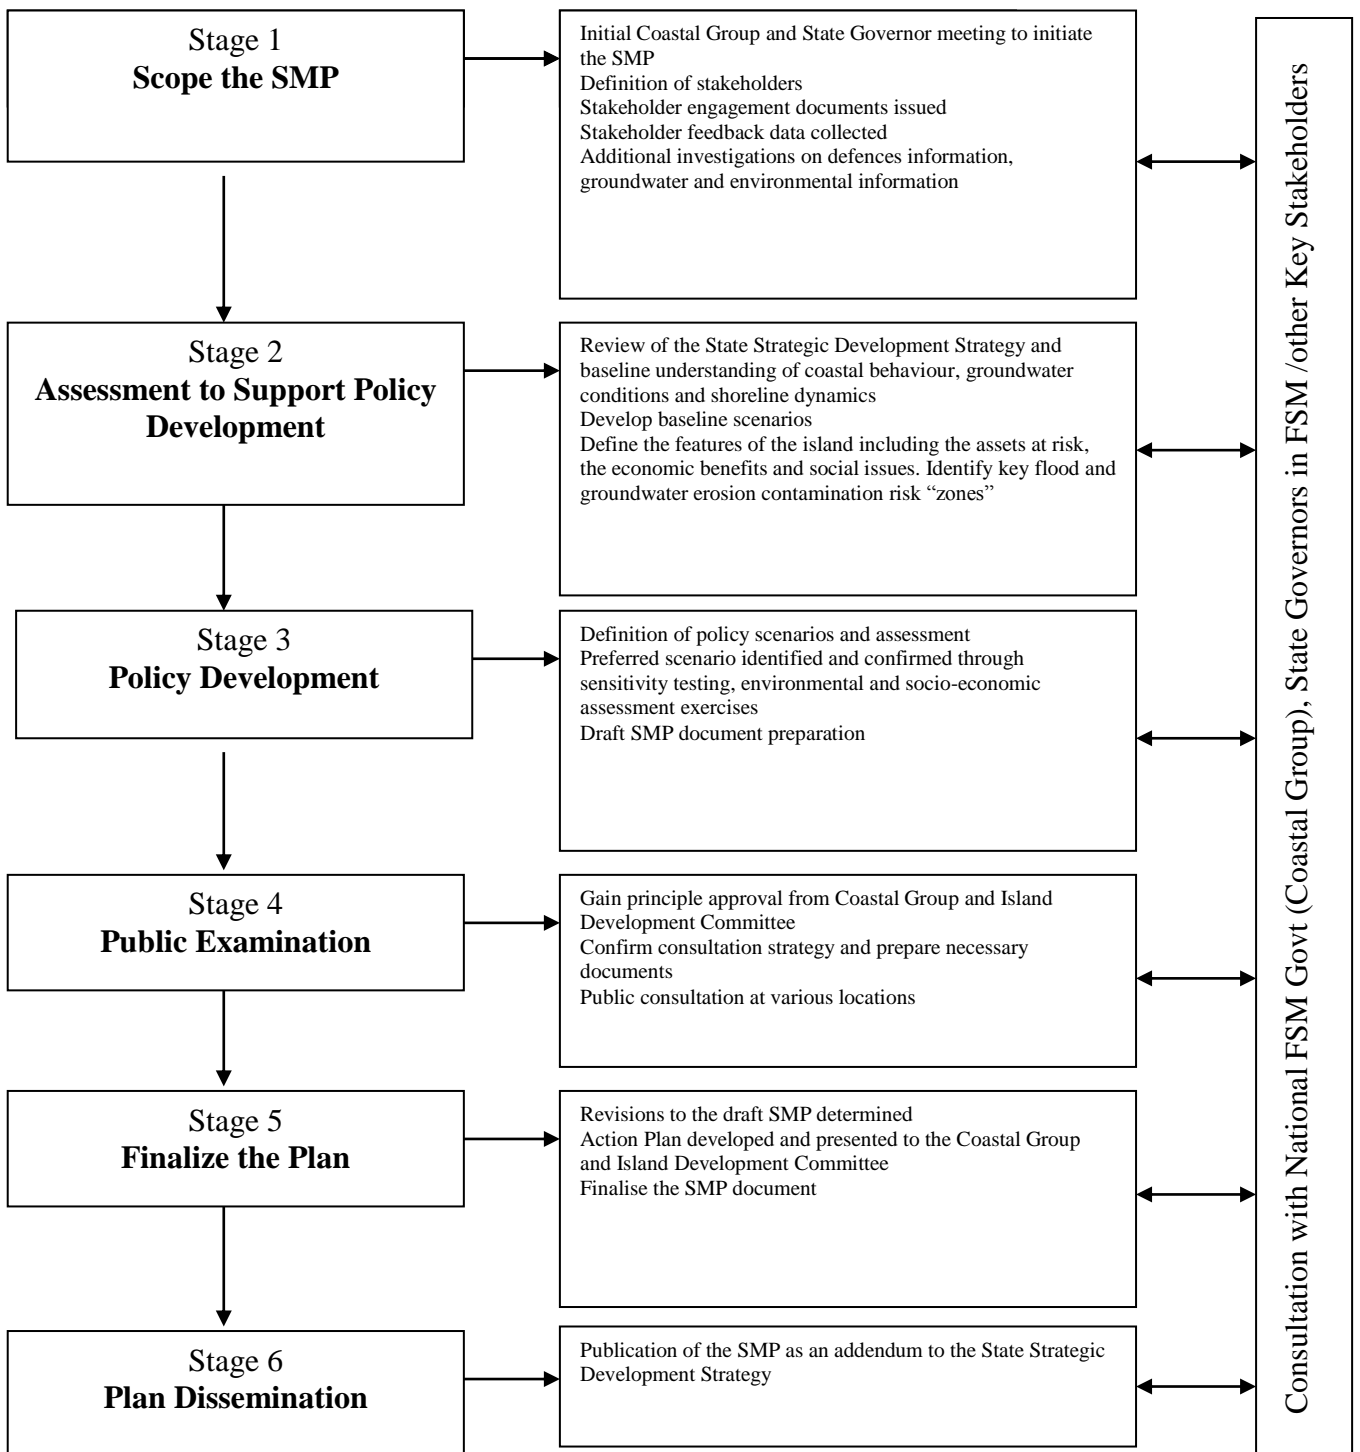 Stage 1
Scope the SMP
Initial Coastal Group and State Governor meeting to initiate
the SMP
Definition of stakeholders
Stakeholder engagement documents issued
Stakeholder feedback data collected
Additional investigations on defences information,
groundwater and environmental information
Stage 2
Assessment to Support Policy
Development
Review of the State Strategic Development Strategy and
baseline understanding of coastal behaviour, groundwater
conditions and shoreline dynamics
Develop baseline scenarios
Define the features of the island including the assets at risk,
the economic benefits and social issues. Identify key flood and
groundwater erosion contamination risk “zones”
Stage 3
Policy Development
Definition of policy scenarios and assessment
Preferred scenario identified and confirmed through
sensitivity testing, environmental and socio-economic
assessment exercises
Draft SMP document preparation
Stage 4
Public Examination
Gain principle approval from Coastal Group and Island
Development Committee
Confirm consultation strategy and prepare necessary
documents
Public consultation at various locations
Stage 5
Finalize the Plan
Revisions to the draft SMP determined
Action Plan developed and presented to the Coastal Group
and Island Development Committee
Finalise the SMP document
Stage 6
Plan Dissemination
Publication of the SMP as an addendum to the State Strategic
Development Strategy
Consultation with National FSM Govt (Coastal Group), State Governors in FSM /other Key Stakeholders